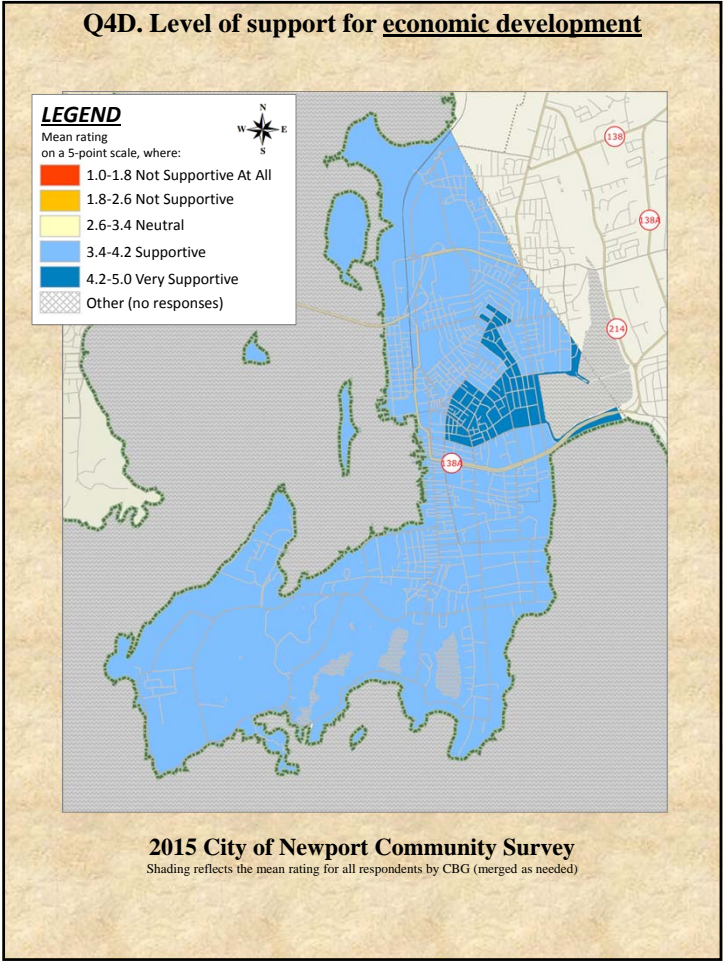 Q4D. Level of support for economic development
LEGEND
Mean rating
on a 5-point scale, where:
N
W E
S
1.0-1.8 Not Supportive At All
1.8-2.6 Not Supportive
2.6-3.4 Neutral
3.4-4.2 Supportive
4.2-5.0 Very Supportive
Other (no responses)
138
138A
214
138A
2015 City of Newport Community Survey
Shading reflects the mean rating for all respondents by CBG (merged as needed)